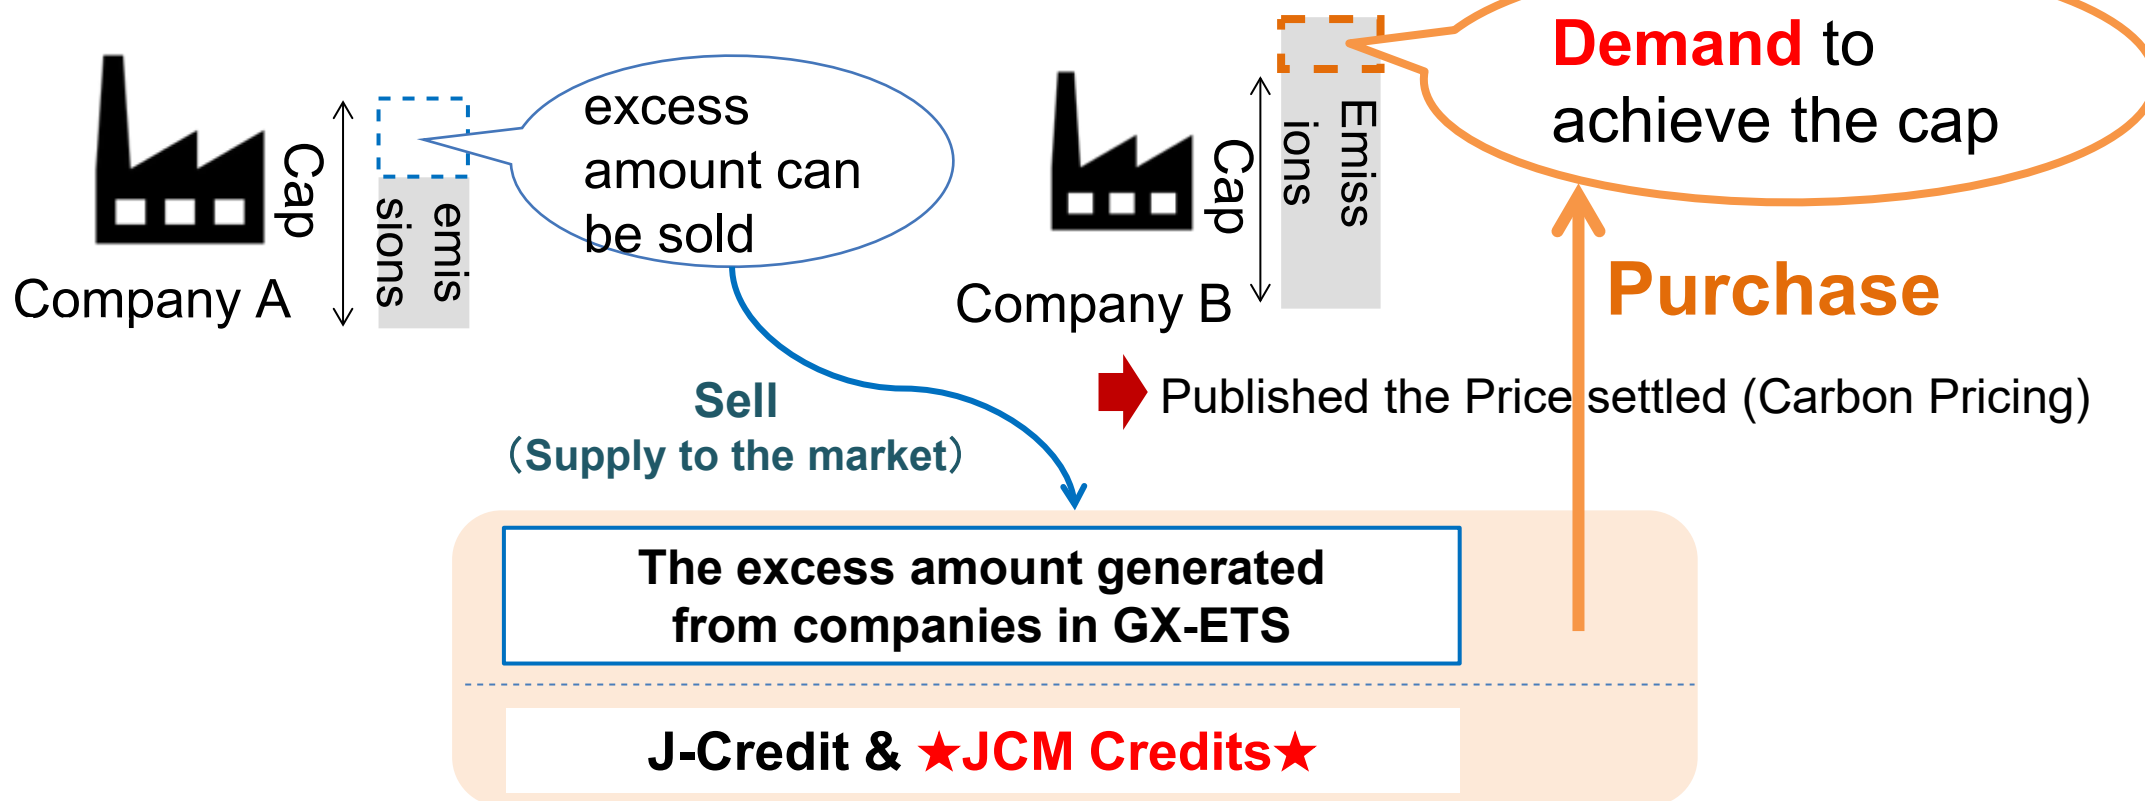 Cap
emis
sions
Company A
excess
amount can
be sold
Cap
Emiss
ions
Company B
Demand to
achieve the cap
Purchase
Published the Price settled (Carbon Pricing)
Sell
（Supply to the market）
The excess amount generated
from companies in GX-ETS
J-Credit & ★JCM Credits★